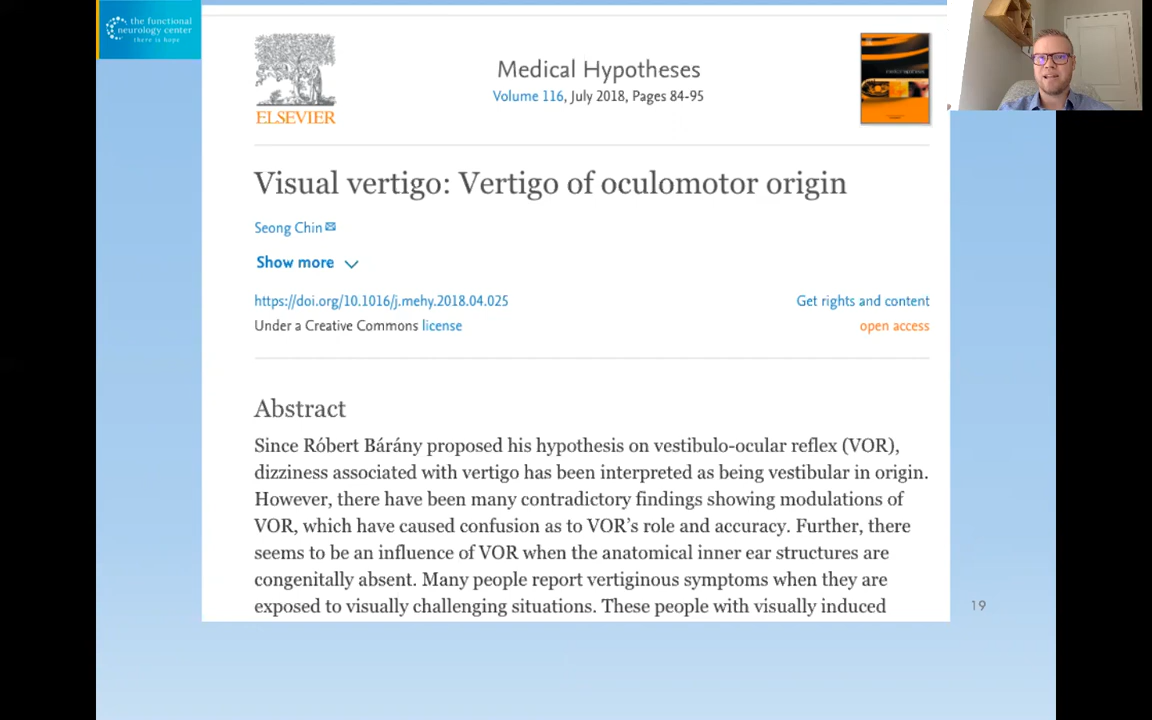 the functional
neurology center
there is hope
ELSEVIER
Medical Hypotheses
Volume 116, July 2018, Pages 84-95
Visual vertigo: Vertigo of oculomotor origin
Seong Chin
Show more
https://doi.org/10.1016/j.mehy.2018.04.025
Get rights and content
Under a Creative Commons license
open access
Abstract
Since Róbert Bárány proposed his hypothesis on vestibulo-ocular reflex (VOR),
dizziness associated with vertigo has been interpreted as being vestibular in origin.
However, there have been many contradictory findings showing modulations of
VOR, which have caused confusion as to VOR's role and accuracy. Further, there
seems to be an influence of VOR when the anatomical inner ear structures are
congenitally absent. Many people report vertiginous symptoms when they are
exposed to visually challenging situations. These people with visually induced
19